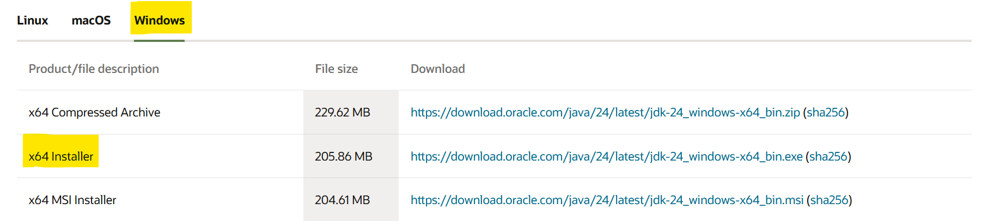 Linux macOS Windows
Product/file description File size Download
x64 Compressed Archive 229.62 MB https://download.oracle.com/java/24/latest/jdk-24_windows-x64_bin.zip (sha256)
x64 Installer 205.86 MB https://download.oracle.com/java/24/latest/jdk-24_windows-x64_bin.exe (sha256)
x64 MSI Installer 204.61 MB https://download.oracle.com/java/24/latest/jdk-24_windows-x64_bin.msi (sha256)